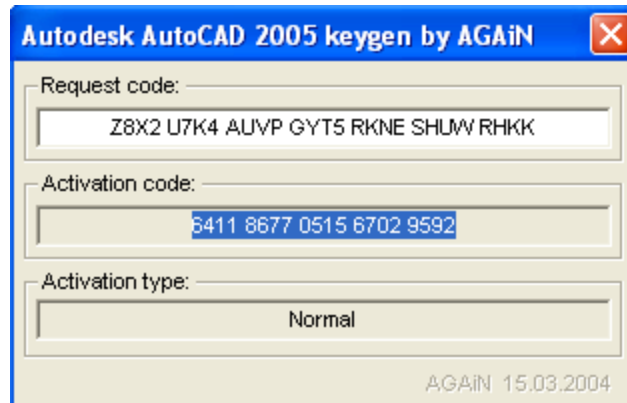 Autodesk AutoCAD 2005 keygen by AGAiN
Request code:
Z8X2 U7K4 AUVP GYT5 RKNE SHUW RHKK
Activation code:
6411 8677 0515 6702 9592
Activation type:
Normal
AGAiN 15.03.2004